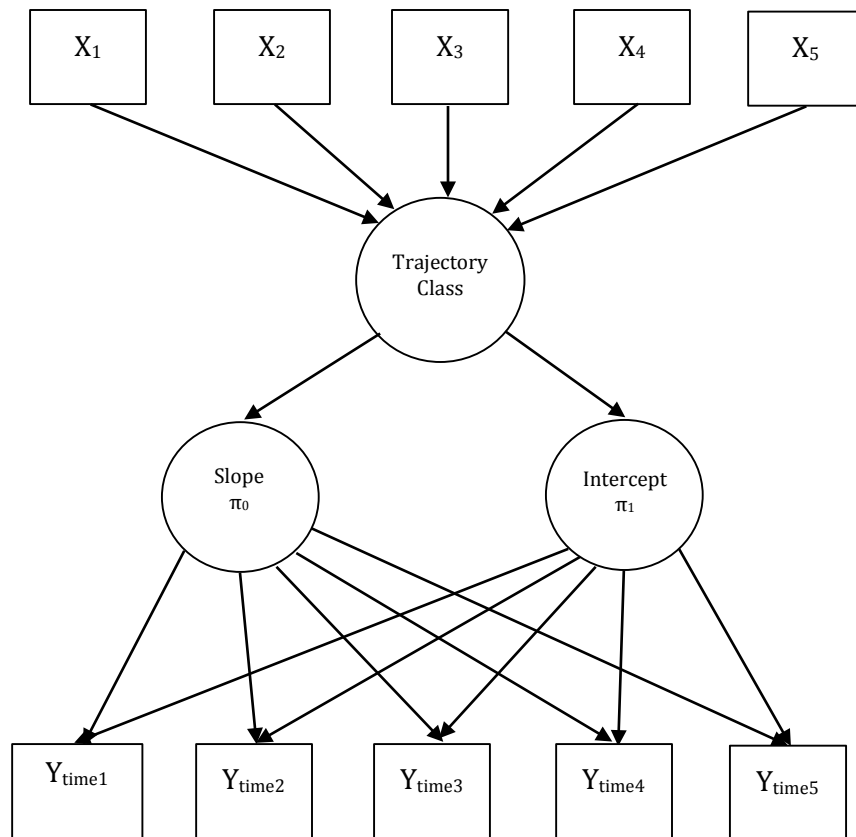 X₁
X₂
X₃
X₄
X₅
Trajectory
Class
Slope
π₀
Intercept
π₁
Yₜᵢₘₑ₁
Yₜᵢₘₑ₂
Yₜᵢₘₑ₃
Yₜᵢₘₑ₄
Yₜᵢₘₑ₅